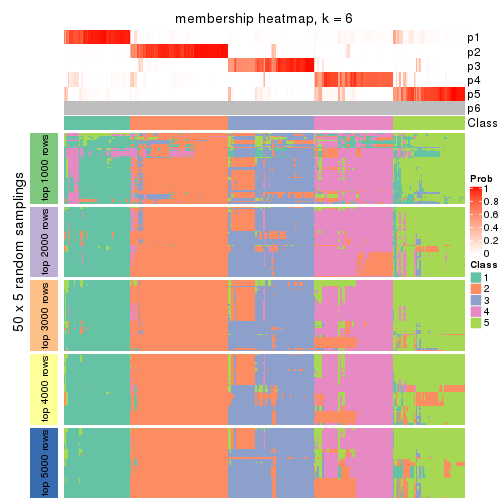 membership heatmap, k = 6
p1
p2
p3
p4
p5
p6
Class
50 x 5 random samplings
top 1000 rows
top 2000 rows
top 3000 rows
top 4000 rows
top 5000 rows
Prob
1
0.8
0.6
0.4
0.2
0
Class
1
2
3
4
5